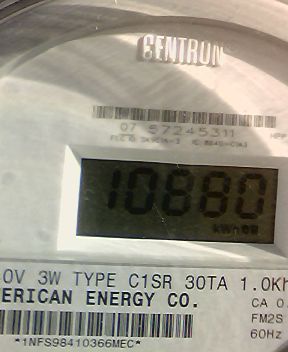 CENTRON
07 57245311
10880
kWh
0V 3W TYPE C1SR 30TA 1.0Kh
ERICAN ENERGY CO.
CA 0.
FM2S
60Hz
*1NFS98410366MEC*